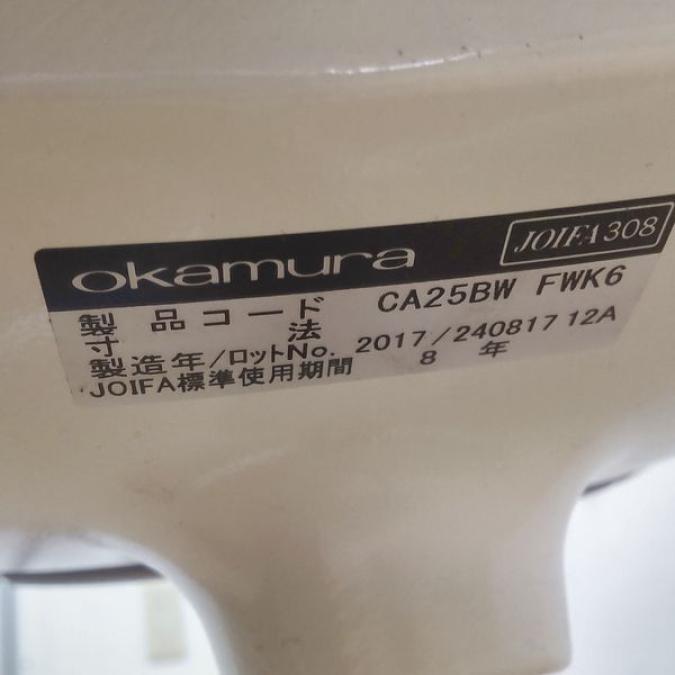 okamura JOIFA308
製品コード CA25BW FWK6
寸法
製造年/ロットNo. 2017/24081712A
JOIFA標準使用期間 8 年